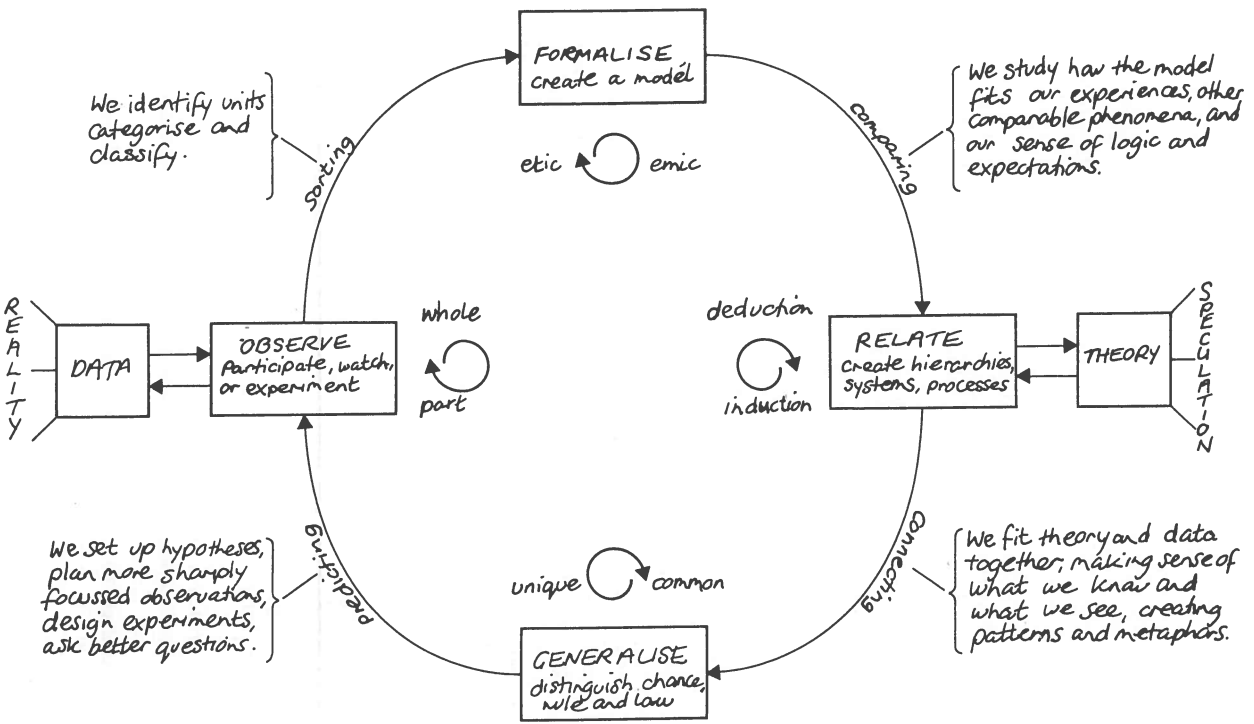 FORMALISE
create a model
We identify units
categorise and
classify.
sorting
comparing
We study how the model
fits our experiences, other
comparable phenomena, and
our sense of logic and
expectations.
etic
emic
REALITY
DATA
OBSERVE
Participate, watch,
or experiment
whole
part
deduction
induction
RELATE
create hierarchies,
systems, processes
THEORY
SPECULATION
We set up hypotheses,
plan more sharply
focussed observations,
design experiments,
ask better questions.
predicting
unique
common
connecting
We fit theory and data
together, making sense of
what we know and
what we see, creating
patterns and metaphors.
GENERALISE
distinguish chance,
rule and law